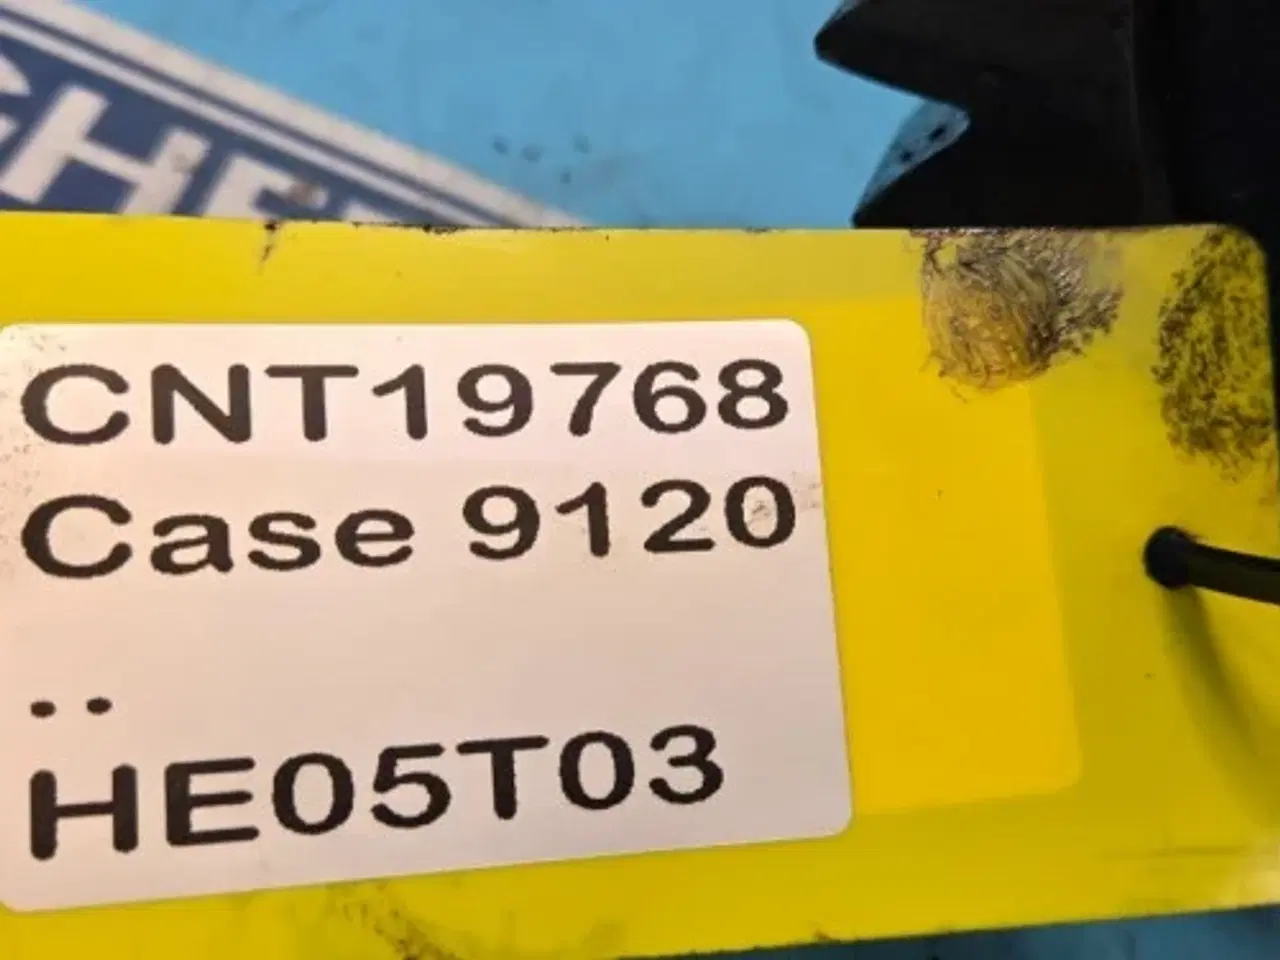 CNT19768
Case 9120
..
HE05T03